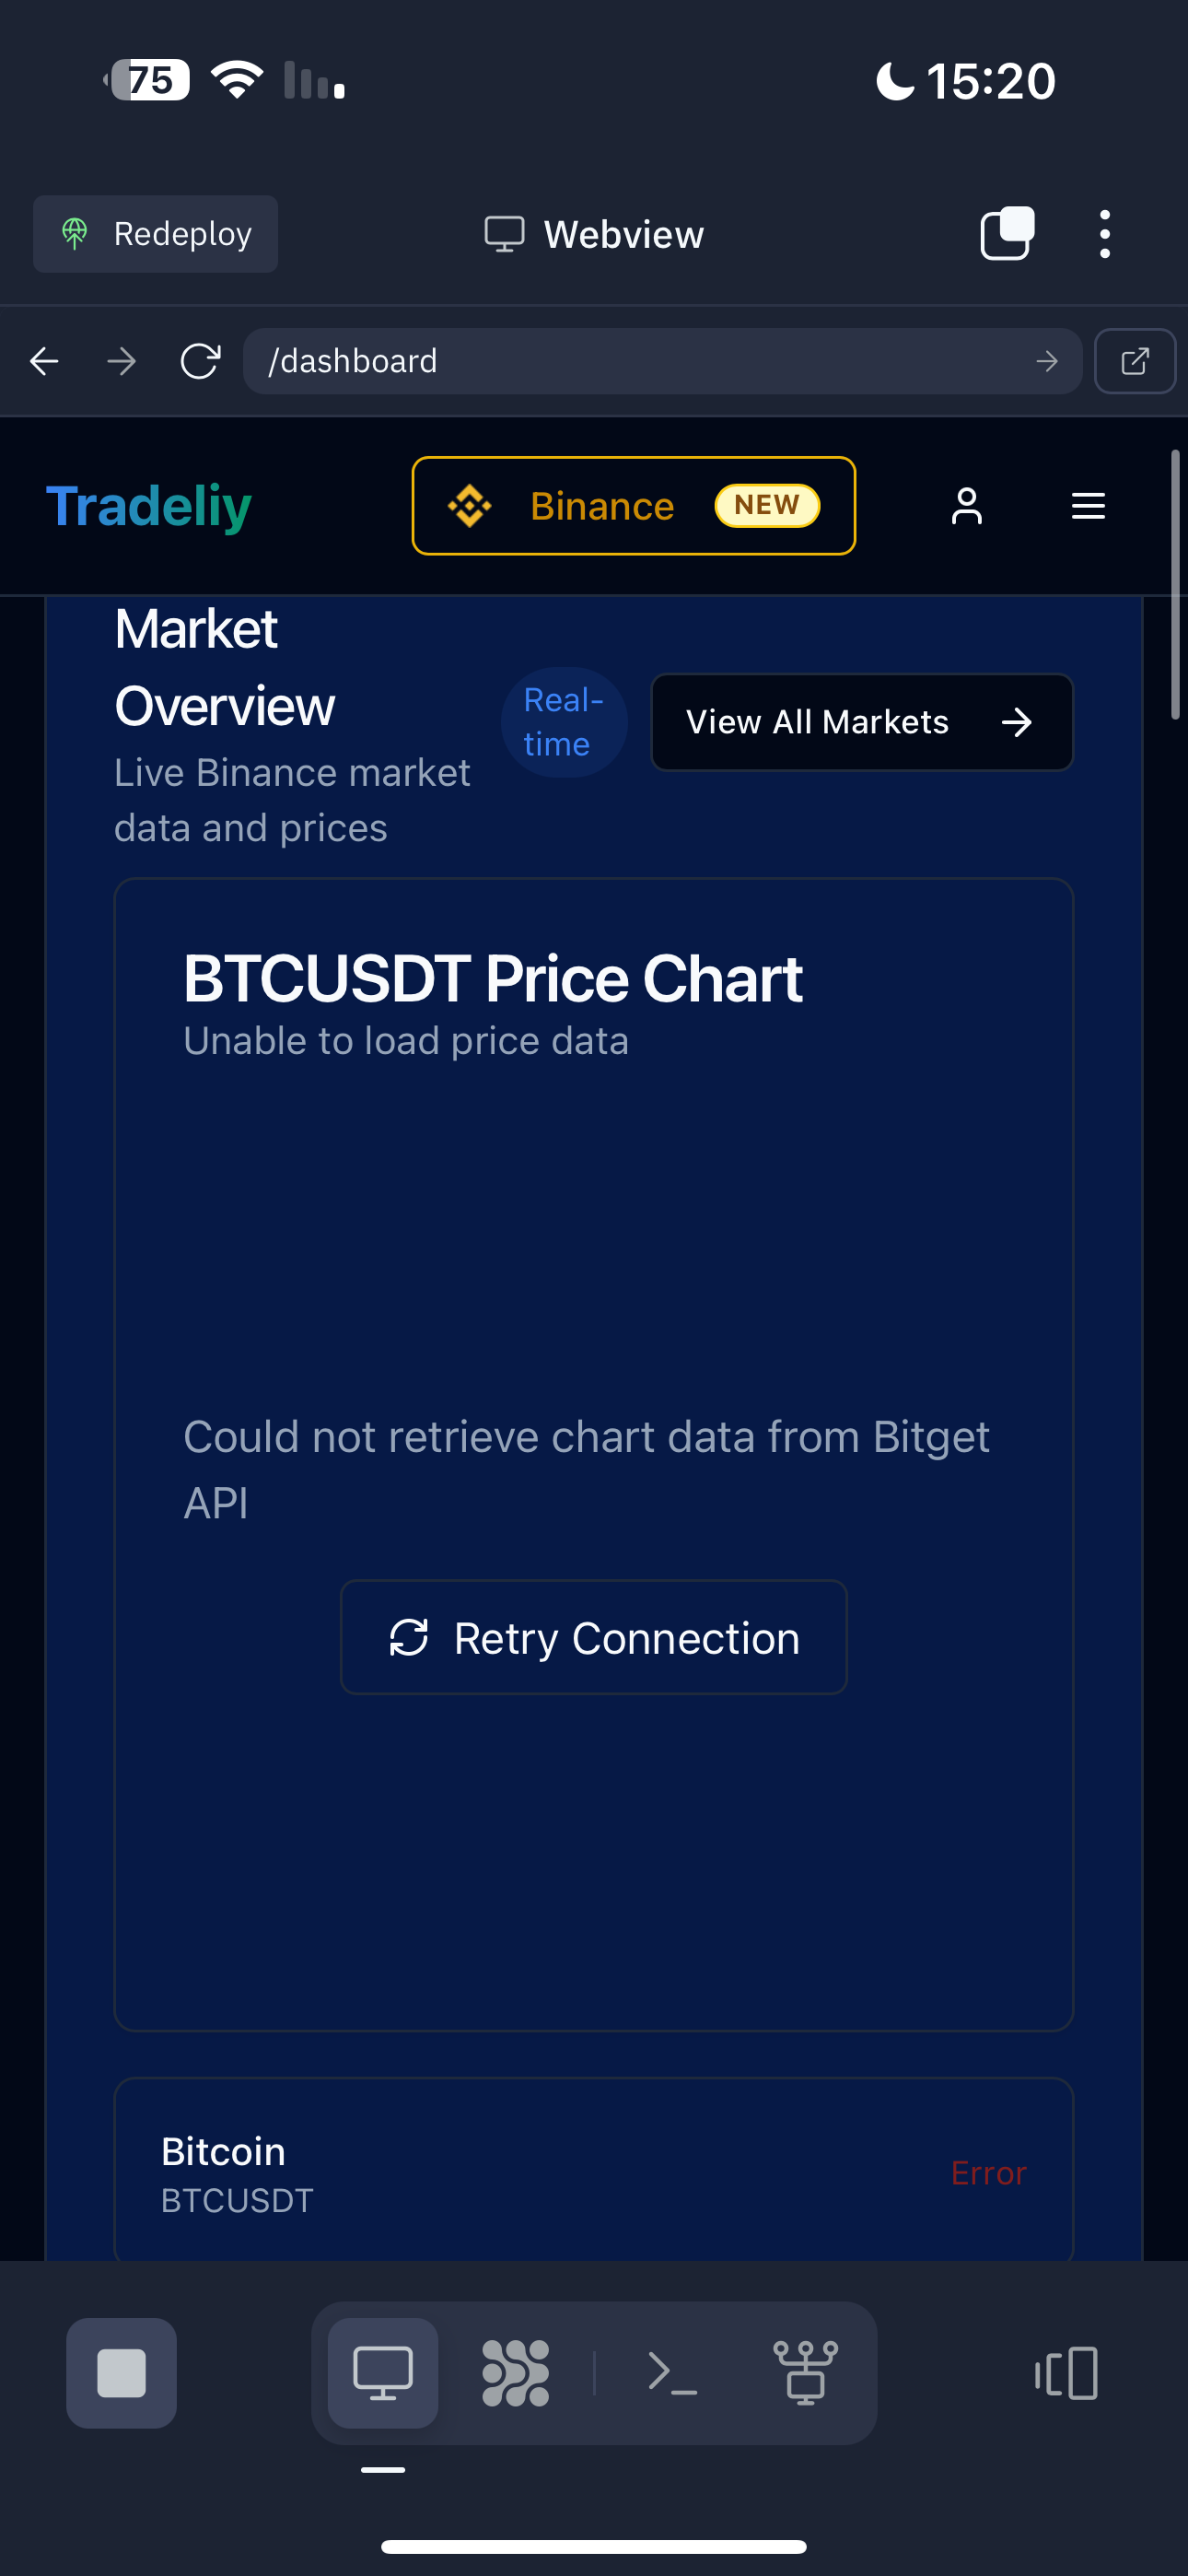 75
15:20
Redeploy
Webview
/dashboard
Tradeliy
Binance
NEW
Market
Overview
Live Binance market
data and prices
Real-
time
View All Markets
BTCUSDT Price Chart
Unable to load price data
Could not retrieve chart data from Bitget
API
Retry Connection
Bitcoin
BTCUSDT
Error